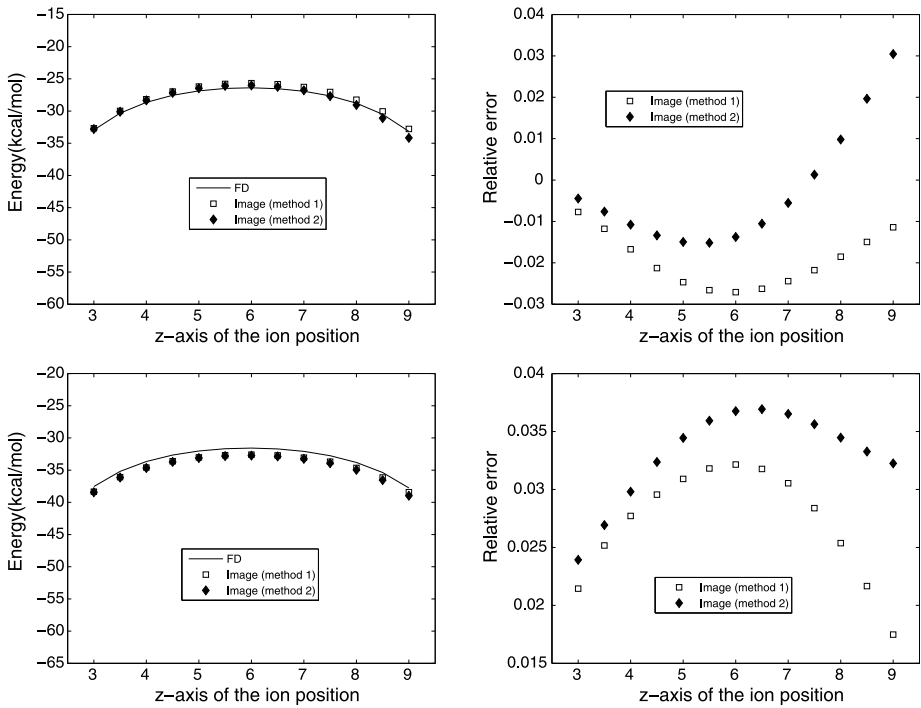 −15
−20
−25
−30
−35
−40
−45
−50
−55
−60
Energy(kcal/mol)
FD
Image (method 1)
Image (method 2)
3 4 5 6 7 8 9
z−axis of the ion position
0.04
0.03
0.02
0.01
0
−0.01
−0.02
−0.03
Relative error
Image (method 1)
Image (method 2)
3 4 5 6 7 8 9
z−axis of the ion position
−20
−25
−30
−35
−40
−45
−50
−55
−60
−65
Energy(kcal/mol)
FD
Image (method 1)
Image (method 2)
3 4 5 6 7 8 9
z−axis of the ion position
0.04
0.035
0.03
0.025
0.02
0.015
Relative error
Image (method 1)
Image (method 2)
3 4 5 6 7 8 9
z−axis of the ion position